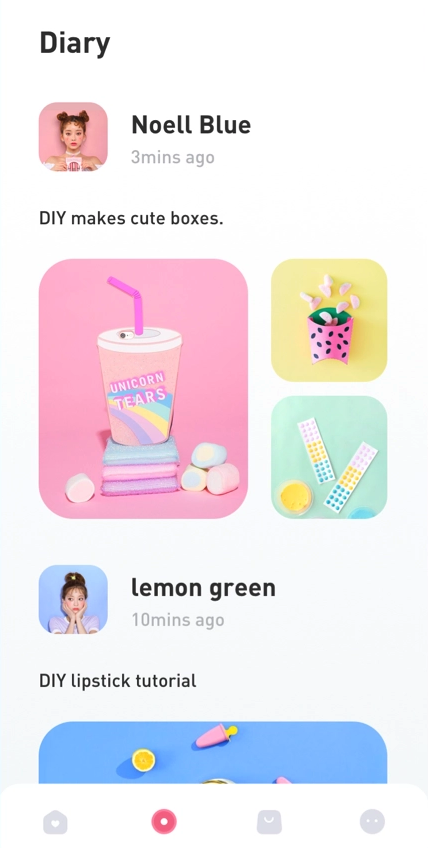 Diary
Noell Blue
3mins ago
DIY makes cute boxes.
UNICORN
TEARS
lemon green
10mins ago
DIY lipstick tutorial